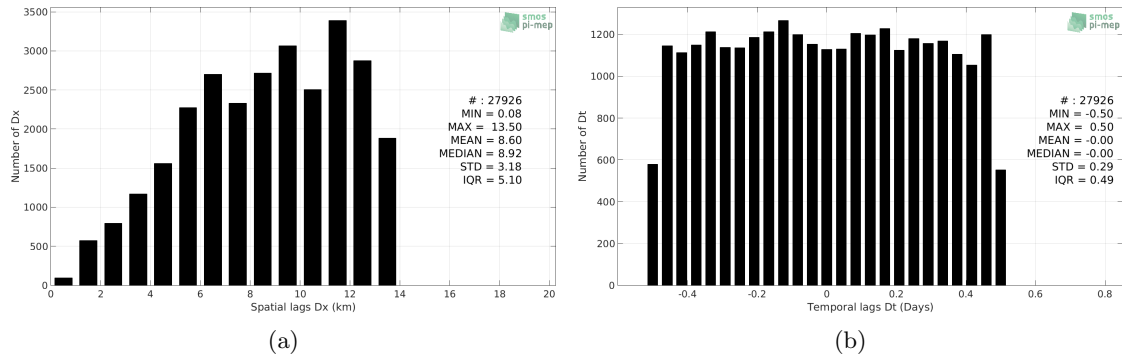 smos
pi-mep
3500
3000
2500
2000
1500
1000
500
0
Number of Dx
# : 27926
MIN = 0.08
MAX = 13.50
MEAN = 8.60
MEDIAN = 8.92
STD = 3.18
IQR = 5.10
0 2 4 6 8 10 12 14 16 18 20
Spatial lags Dx (km)
(a)
smos
pi-mep
1200
1000
800
600
400
200
0
Number of Dt
# : 27926
MIN = -0.50
MAX = 0.50
MEAN = -0.00
MEDIAN = -0.00
STD = 0.29
IQR = 0.49
-0.4 -0.2 0 0.2 0.4 0.6 0.8
Temporal lags Dt (Days)
(b)